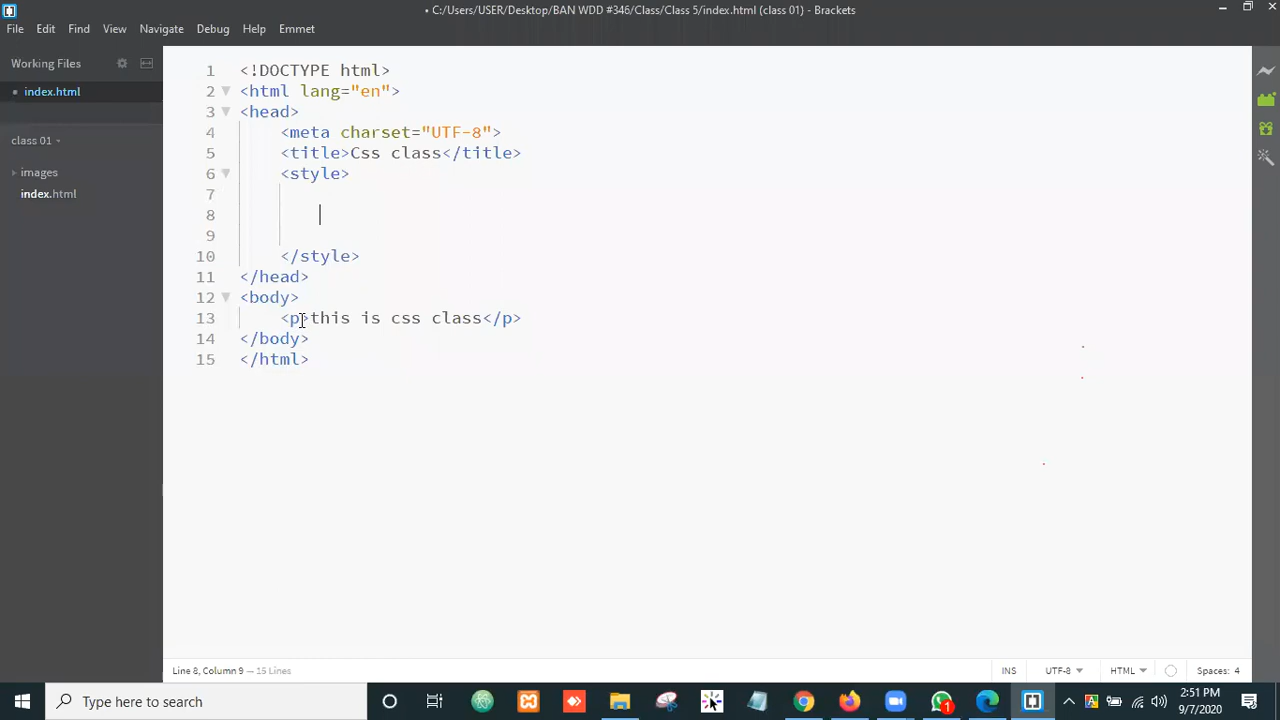 • C:/Users/USER/Desktop/BAN WDD #346/Class/Class 5/index.html (class 01) - Brackets
File Edit Find View Navigate Debug Help Emmet
Working Files
• index.html
class 01
images
index.html
1 <!DOCTYPE html>
2 <html lang="en">
3 <head>
4 <meta charset="UTF-8">
5 <title>Css class</title>
6 <style>
7
8
9
10 </style>
11 </head>
12 <body>
13 <p>this is css class</p>
14 </body>
15 </html>
Line 8, Column 9 — 15 Lines
INS UTF-8 HTML Spaces: 4
Type here to search
1
2:51 PM
9/7/2020